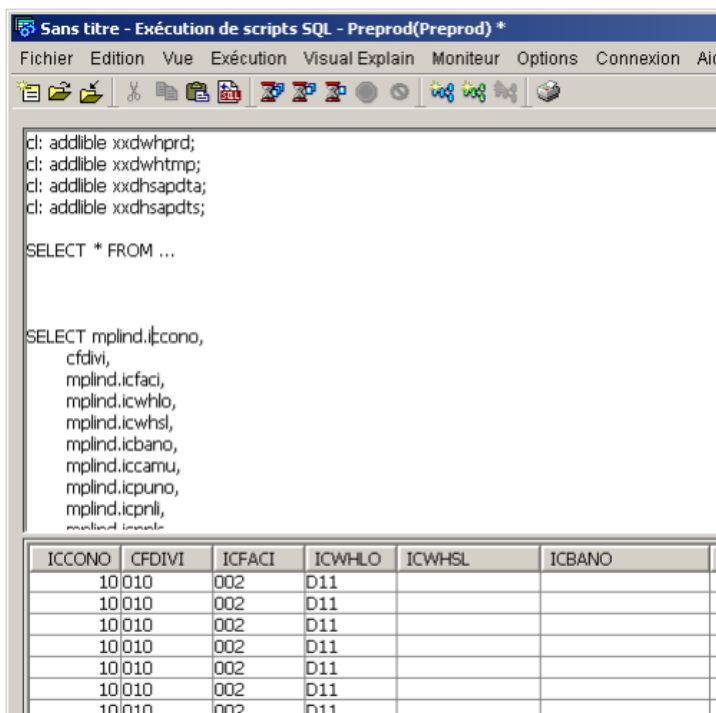 Sans titre - Exécution de scripts SQL - Preprod(Preprod) *
Fichier Edition Vue Exécution Visual Explain Moniteur Options Connexion
cl: addlible xxdwhprd;
cl: addlible xxdwhtmp;
cl: addlible xxdhsapdta;
cl: addlible xxdhsapdts;
SELECT * FROM ...
SELECT mplind.iccono,
cfdivi,
mplind.icfaci,
mplind.icwhlo,
mplind.icwhsl,
mplind.icbano,
mplind.iccamu,
mplind.icpuno,
mplind.icpnli,
ICCONO CFDIVI ICFACI ICWHLO ICWHSL ICBANO
10 010 002 D11
10 010 002 D11
10 010 002 D11
10 010 002 D11
10 010 002 D11
10 010 002 D11
10 010 002 D11